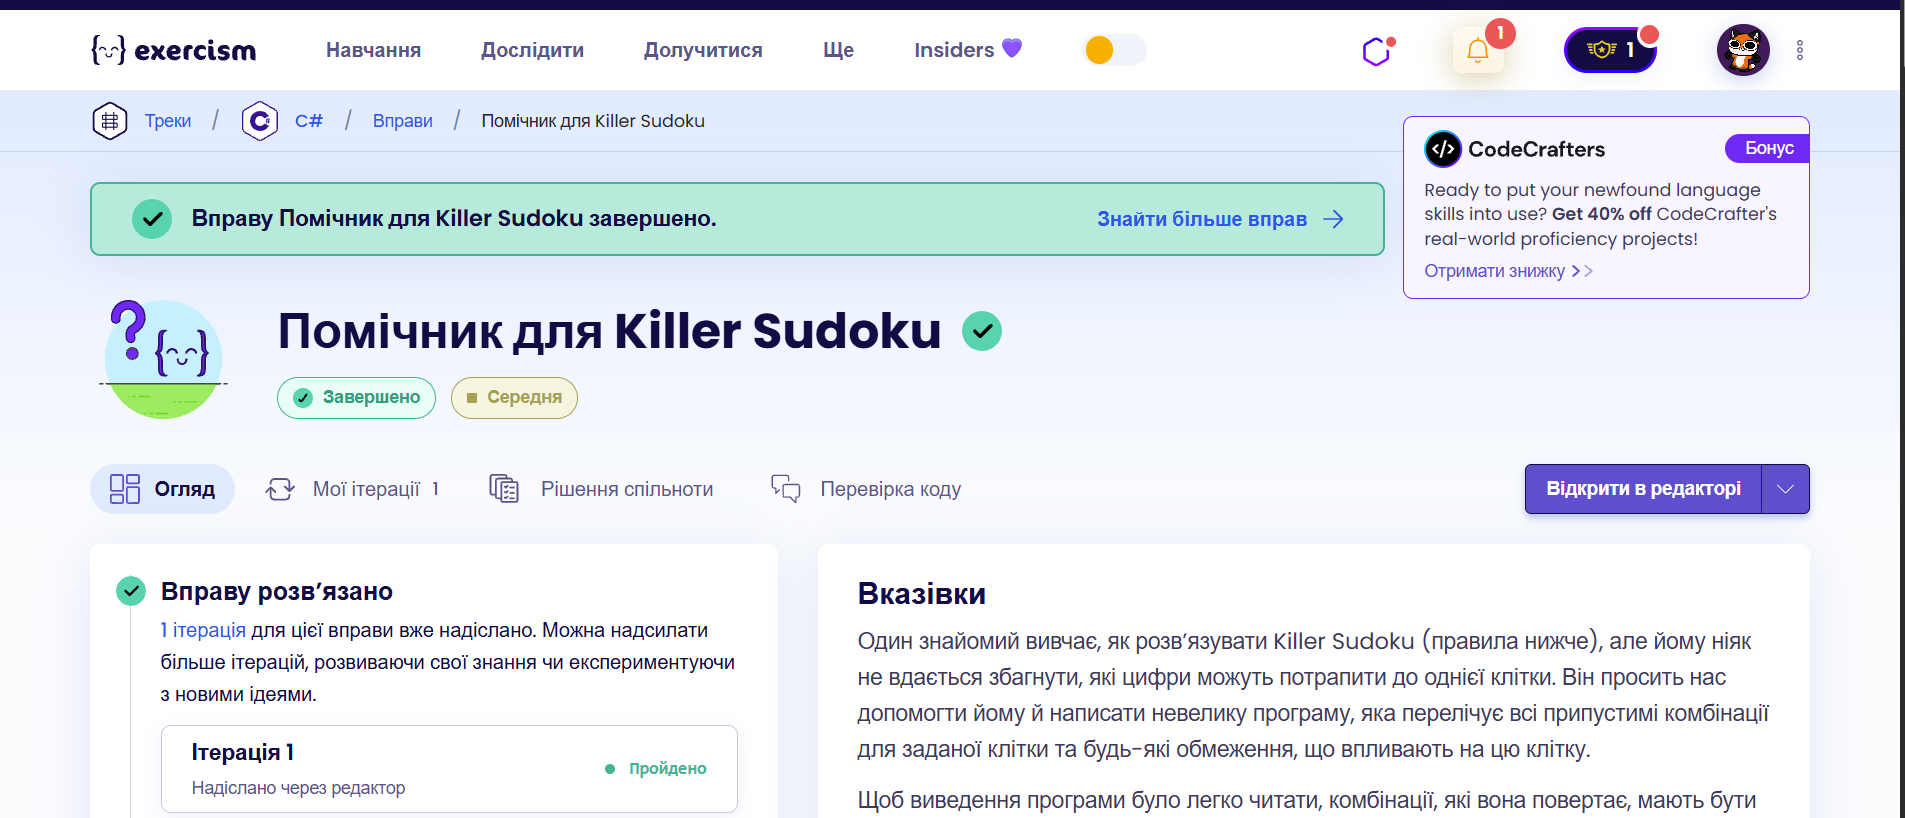 exercism
Навчання
Дослідити
Долучитися
Ще
Insiders
1
1
Треки / C# / Вправи / Помічник для Killer Sudoku
CodeCrafters
Бонус
Ready to put your newfound language
skills into use? Get 40% off CodeCrafter's
real-world proficiency projects!
Отримати знижку
Вправу Помічник для Killer Sudoku завершено.
Знайти більше вправ
Помічник для Killer Sudoku
Завершено
Середня
Огляд
Мої ітерації 1
Рішення спільноти
Перевірка коду
Відкрити в редакторі
Вправу розв’язано
1 ітерація для цієї вправи вже надіслано. Можна надсилати
більше ітерацій, розвиваючи свої знання чи експериментуючи
з новими ідеями.
Ітерація 1
Надіслано через редактор
Пройдено
Вказівки
Один знайомий вивчає, як розв’язувати Killer Sudoku (правила нижче), але йому ніяк
не вдається збагнути, які цифри можуть потрапити до однієї клітки. Він просить нас
допомогти йому й написати невелику програму, яка перелічує всі припустимі комбінації
для заданої клітки та будь-які обмеження, що впливають на цю клітку.
Щоб виведення програми було легко читати, комбінації, які вона повертає, мають бути